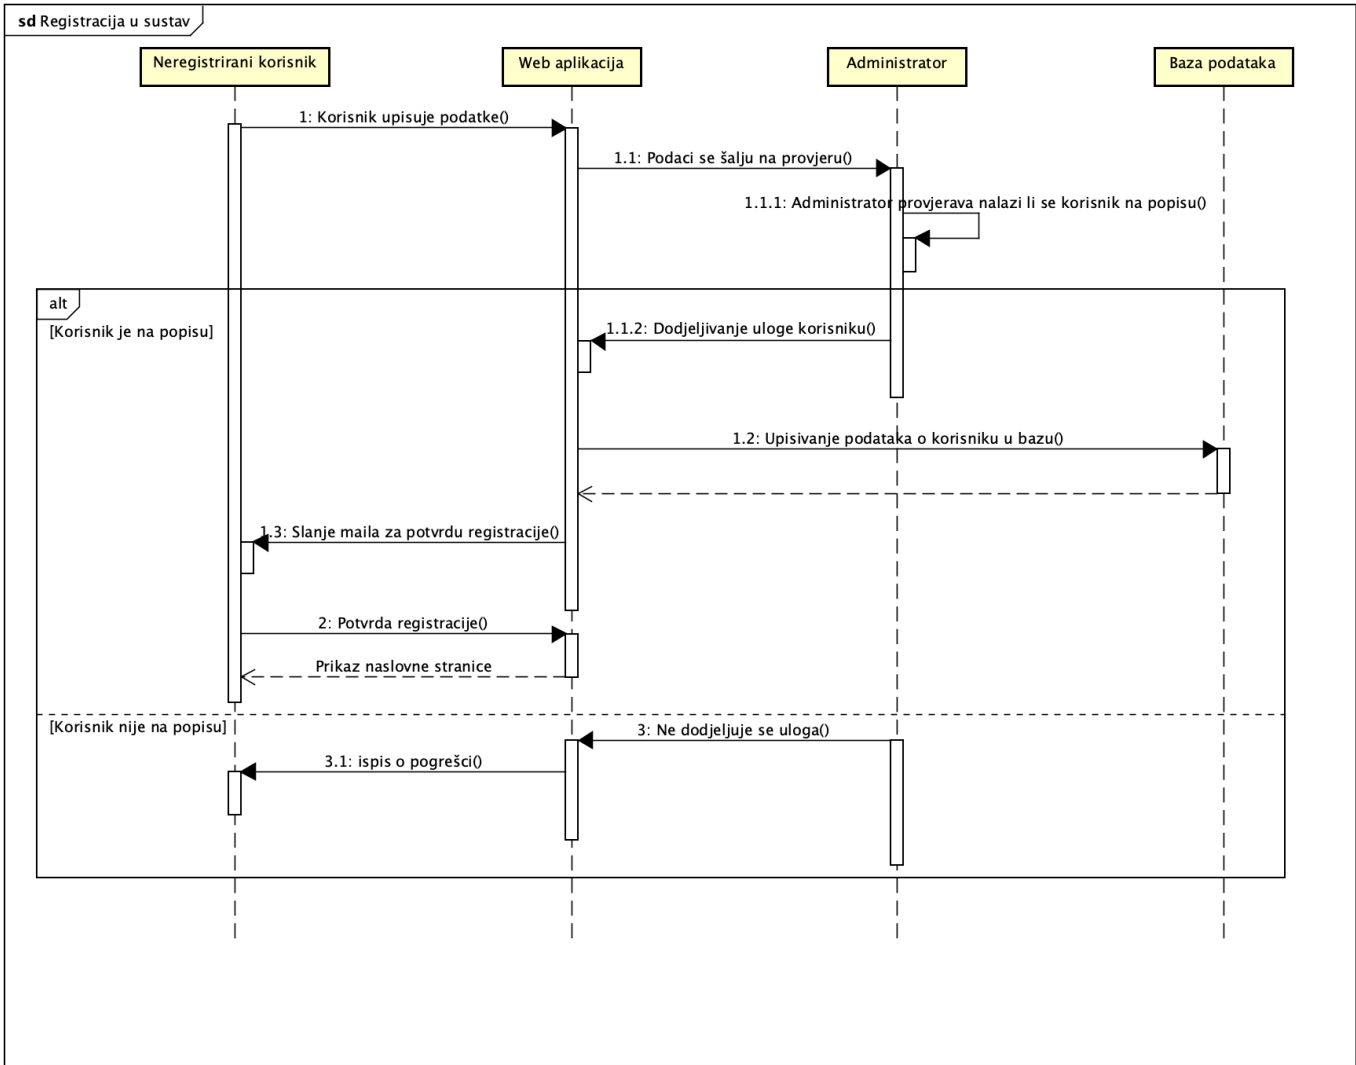 sd Registracija u sustav
Neregistrirani korisnik
Web aplikacija
Administrator
Baza podataka
1: Korisnik upisuje podatke()
1.1: Podaci se šalju na provjeru()
1.1.1: Administrator provjerava nalazi li se korisnik na popisu()
alt
[Korisnik je na popisu]
1.1.2: Dodjeljivanje uloge korisniku()
1.2: Upisivanje podataka o korisniku u bazu()
1.3: Slanje maila za potvrdu registracije()
2: Potvrda registracije()
Prikaz naslovne stranice
[Korisnik nije na popisu]
3: Ne dodjeljuje se uloga()
3.1: ispis o pogrešci()